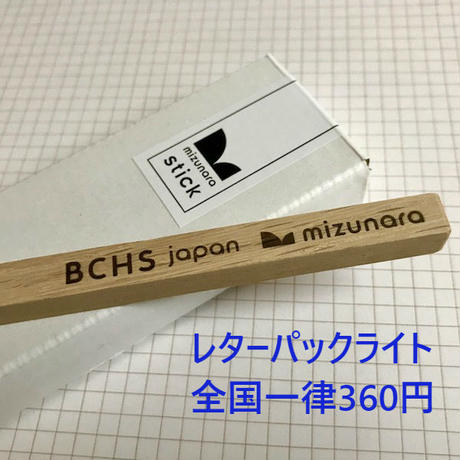 mizunara
stick
BCHS japan mizunara
レターパックライト
全国一律360円